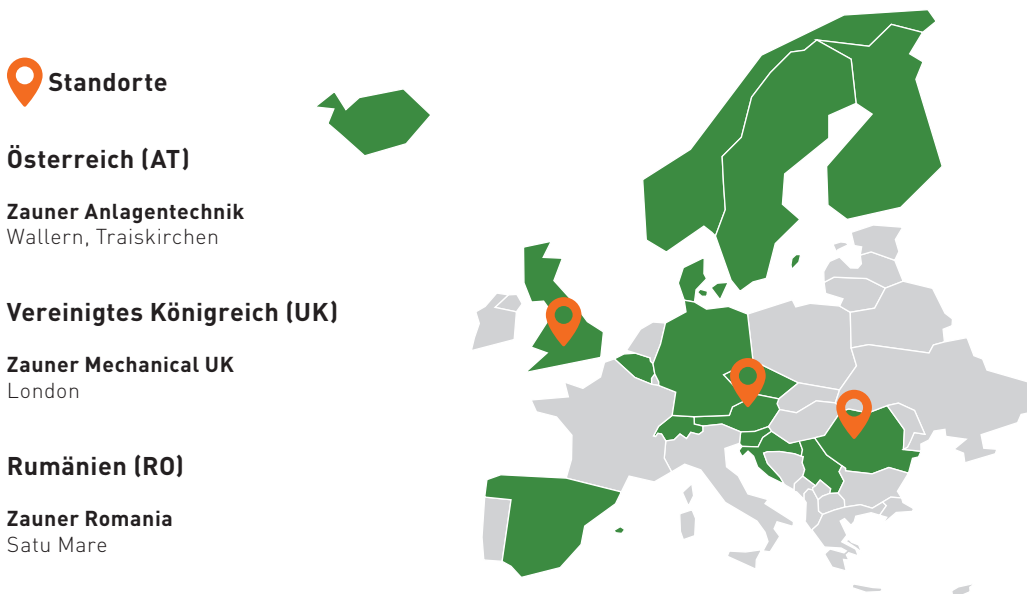 Standorte
Österreich (AT)
Zauner Anlagentechnik
Wallern, Traiskirchen
Vereinigtes Königreich (UK)
Zauner Mechanical UK
London
Rumänien (RO)
Zauner Romania
Satu Mare